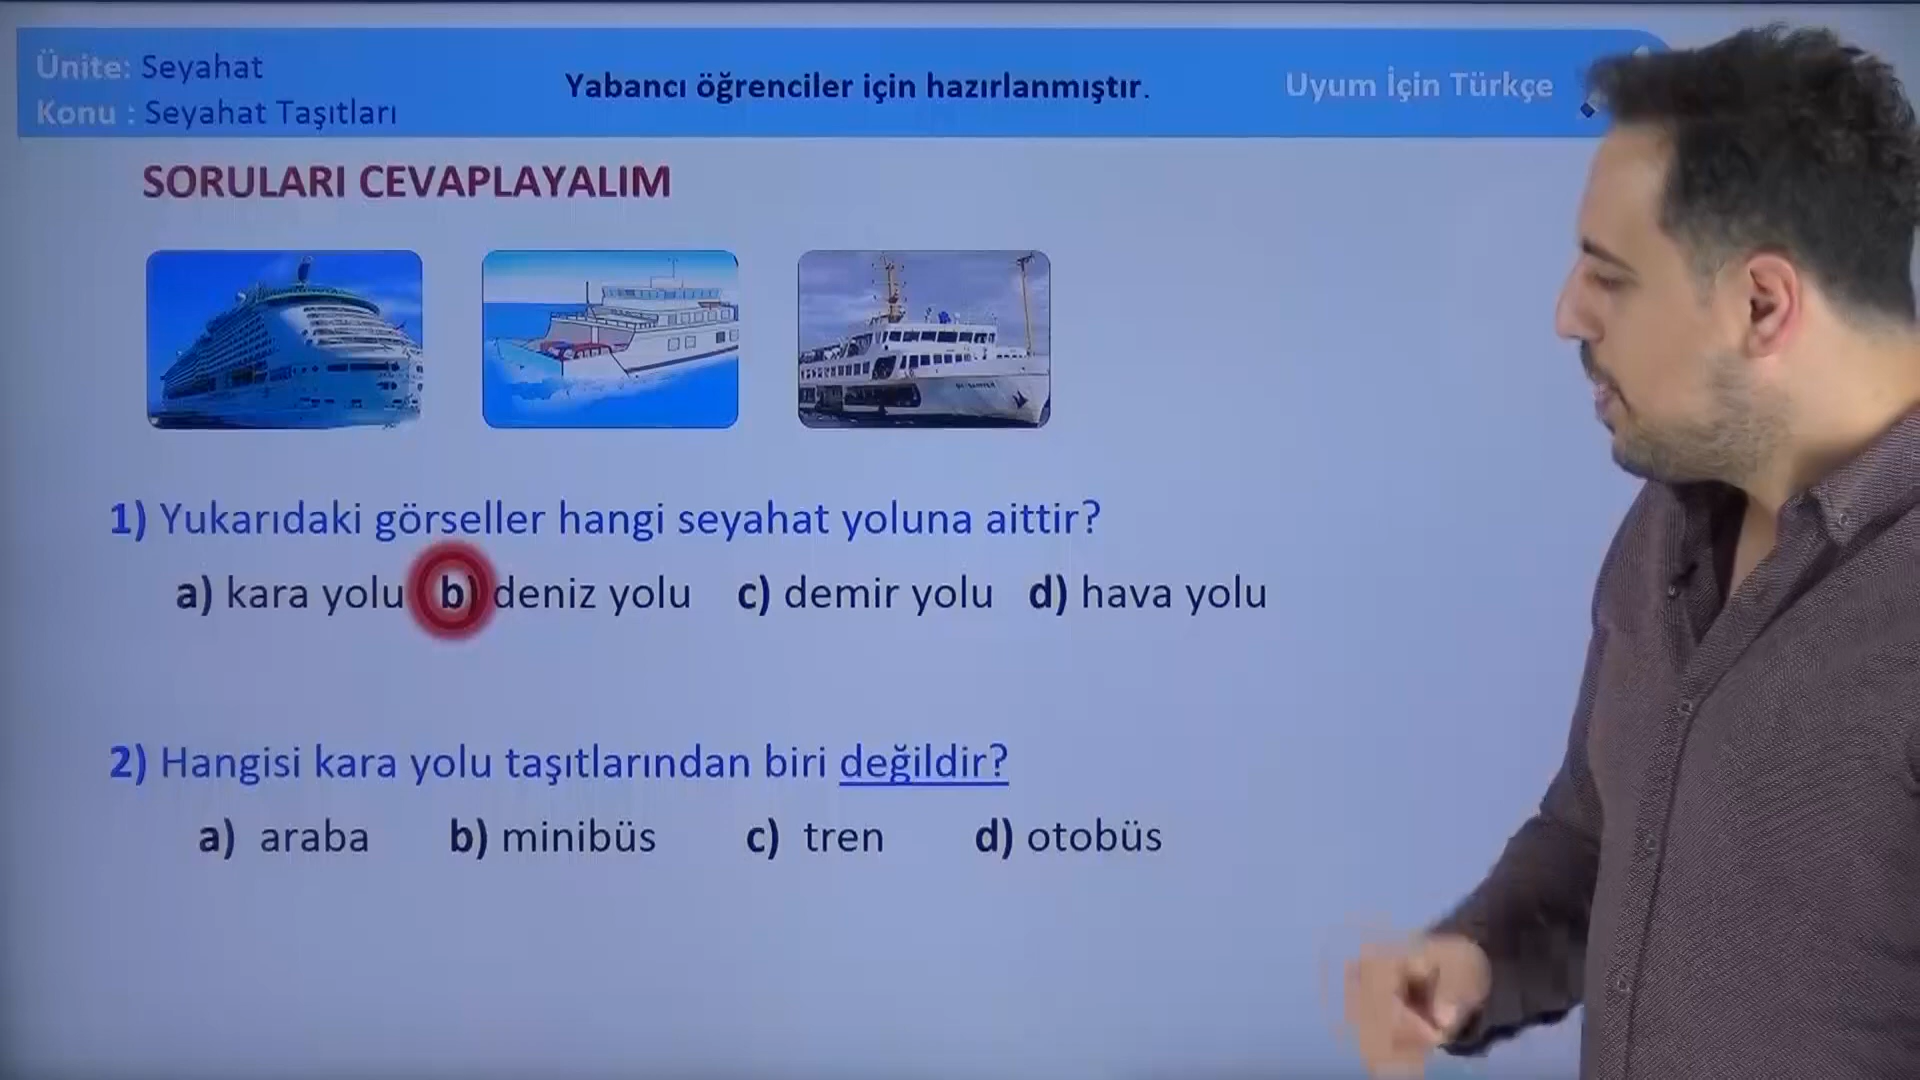 Ünite: Seyahat
Konu : Seyahat Taşıtları
Yabancı öğrenciler için hazırlanmıştır.
Uyum İçin Türkçe
SORULARI CEVAPLAYALIM
1) Yukarıdaki görseller hangi seyahat yoluna aittir?
a) kara yolu b) deniz yolu c) demir yolu d) hava yolu
2) Hangisi kara yolu taşıtlarından biri değildir?
a) araba b) minibüs c) tren d) otobüs